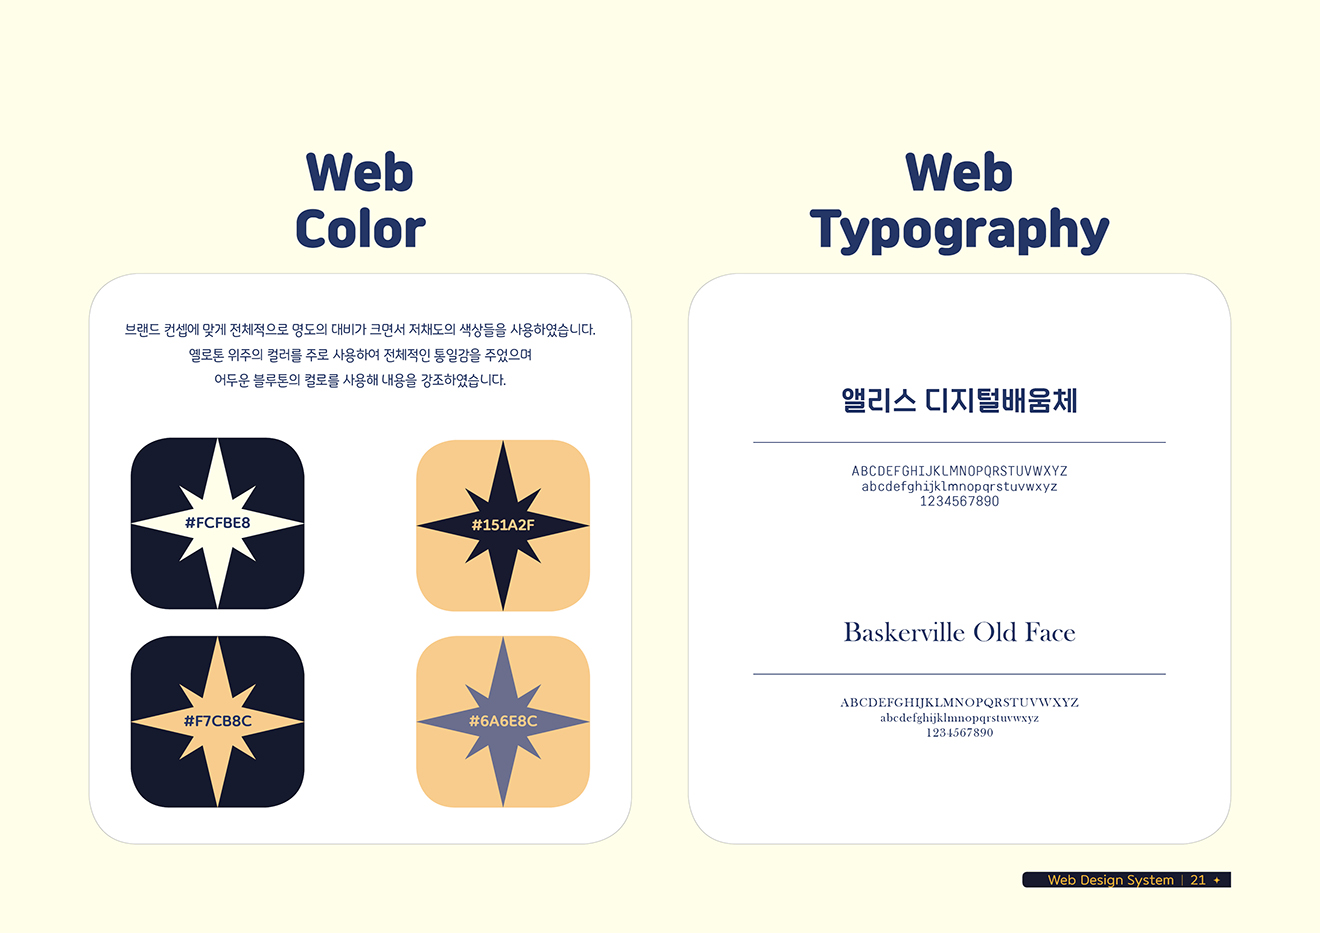 Web
Color
브랜드 컨셉에 맞게 전체적으로 명도의 대비가 크면서 저채도의 색상들을 사용하였습니다.
옐로톤 위주의 컬러를 주로 사용하여 전체적인 통일감을 주었으며
어두운 블루톤의 컬로를 사용해 내용을 강조하였습니다.
#FCFBE8
#151A2F
#F7CB8C
#6A6E8C
Web
Typography
앨리스 디지털배움체
ABCDEFGHIJKLMNOPQRSTUVWXYZ
abcdefghijklmnopqrstuvwxyz
1234567890
Baskerville Old Face
ABCDEFGHIJKLMNOPQRSTUVWXYZ
abcdefghijklmnopqrstuvwxyz
1234567890
Web Design System | 21